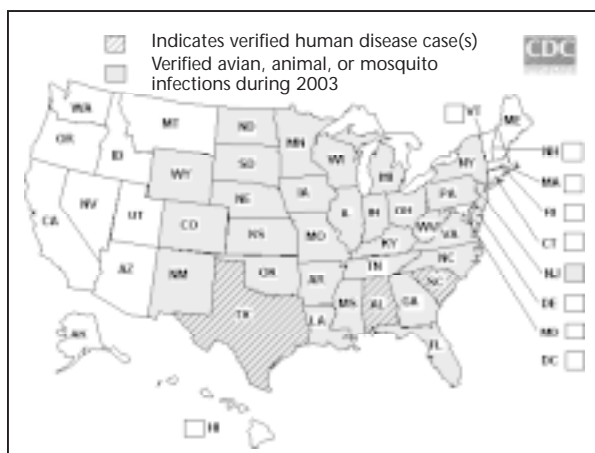 Indicates verified human disease case(s)
Verified avian, animal, or mosquito
infections during 2003
CDC
WA
MT
ND
MN
VT
ME
OR
ID
WY
SD
WI
MI
NY
NH
MA
RI
CT
NJ
DE
MD
DC
NV
UT
CO
NE
IA
IL
IN
OH
PA
WV
VA
CA
KS
MO
KY
NC
AZ
NM
OK
AR
TN
SC
TX
LA
MS
AL
GA
FL
AK
HI